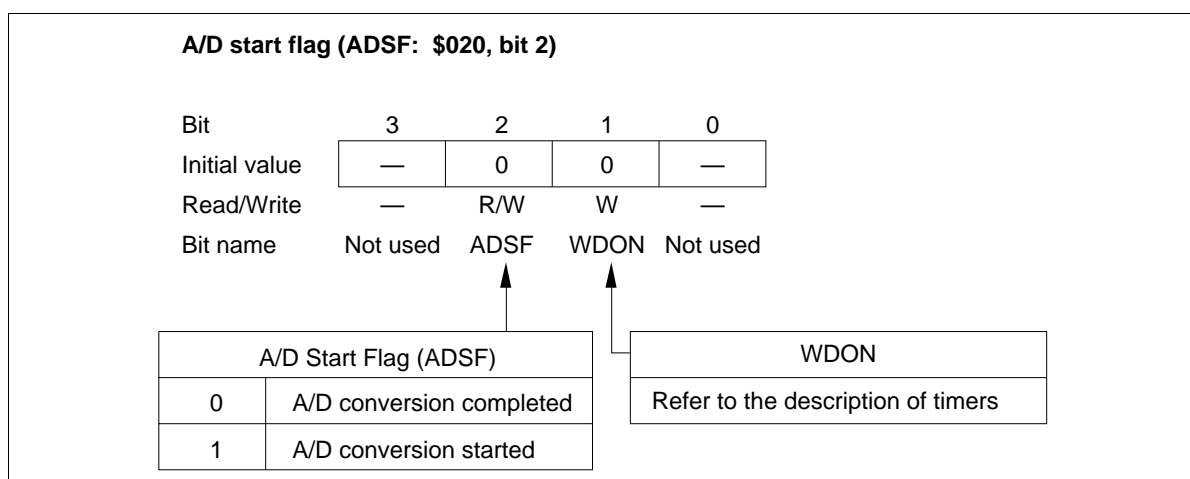 A/D start flag (ADSF: $020, bit 2)
Bit 3 2 1 0
Initial value — 0 0 —
Read/Write — R/W W —
Bit name Not used ADSF WDON Not used
A/D Start Flag (ADSF)
0 A/D conversion completed
1 A/D conversion started
WDON
Refer to the description of timers